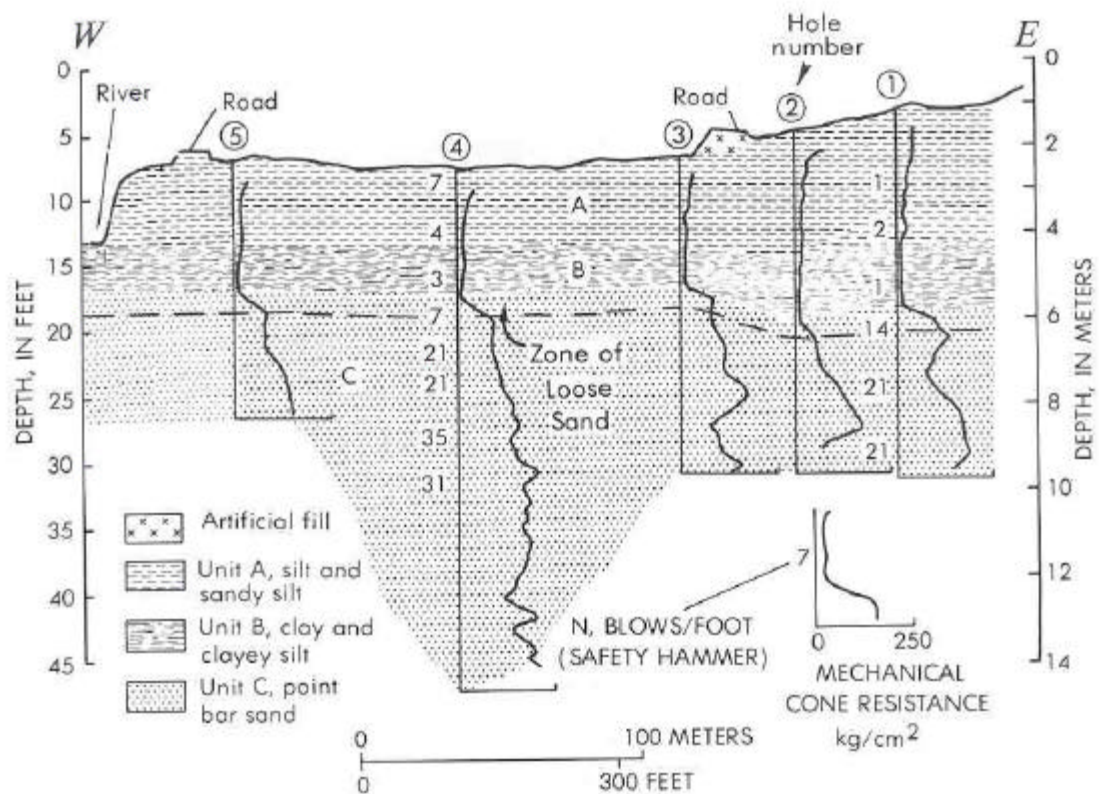 W
E
Hole
number
0
0
River
Road
Road
1
2
3
4
5
5
2
7
1
10
A
4
4
2
15
B
3
1
6
20
7
14
21
Zone of
21
C
21
Loose
8
25
Sand
35
21
30
31
10
DEPTH, IN FEET
DEPTH, IN METERS
Artificial fill
35
7
12
Unit A, silt and
sandy silt
40
N, BLOWS/FOOT
(SAFETY HAMMER)
0
250
Unit B, clay and
clayey silt
45
14
MECHANICAL
CONE RESISTANCE
kg/cm²
Unit C, point
bar sand
0
100 METERS
0
300 FEET